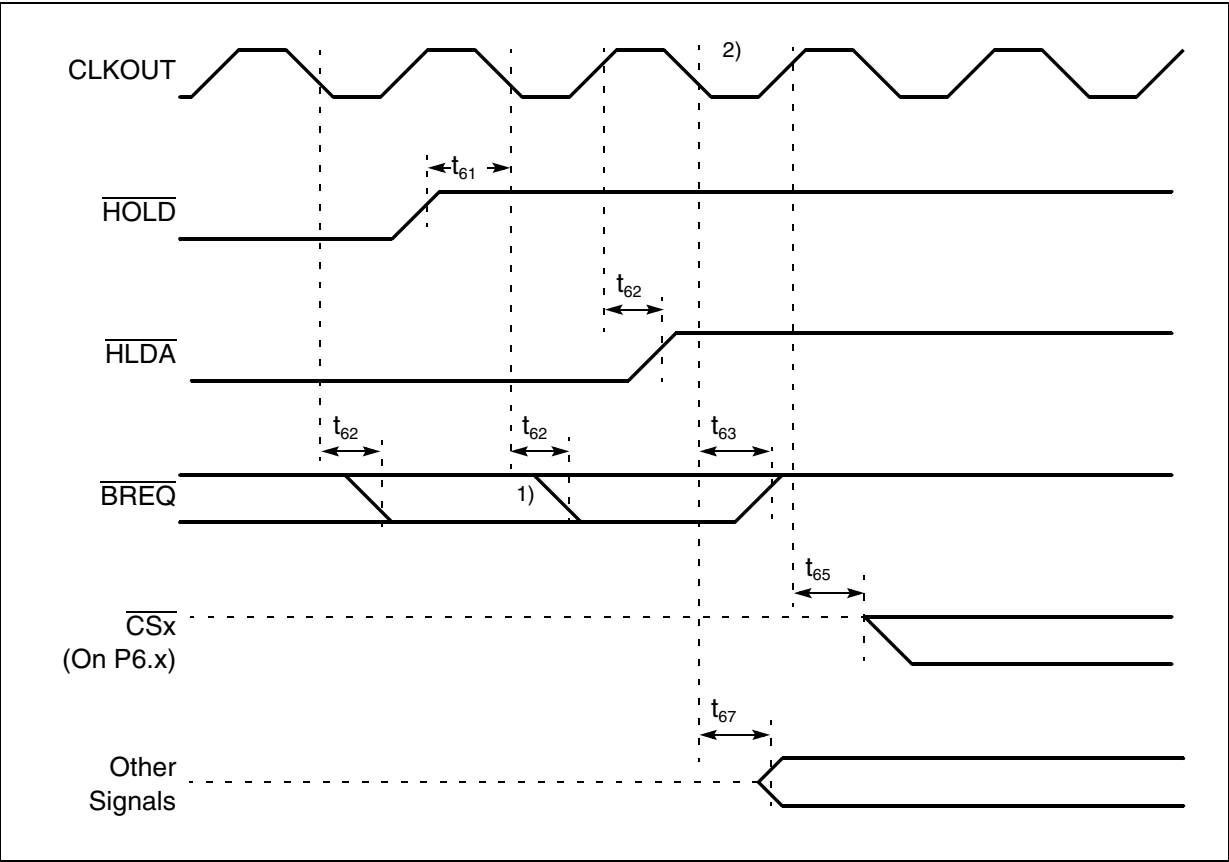 2)
CLKOUT
t61
HOLD
t62
HLDA
t62 t62 t63
BREQ 1)
t65
CSx
(On P6.x)
t67
Other
Signals